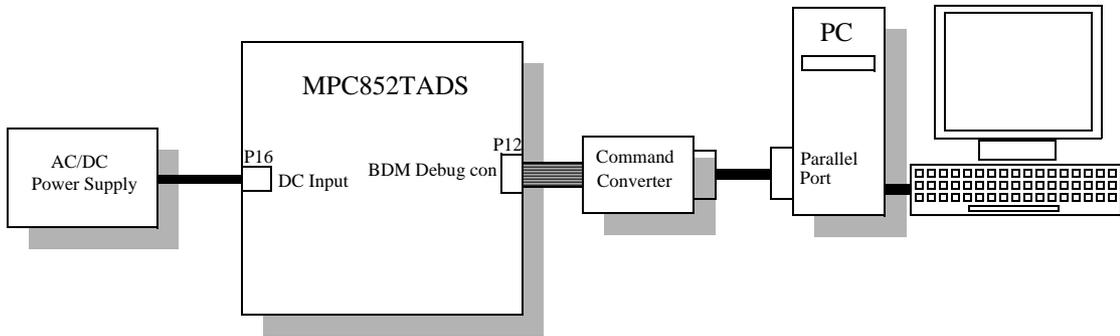 PC
MPC852TADS
AC/DC
Power Supply
P16
DC Input
P12
BDM Debug con
Command
Converter
Parallel
Port